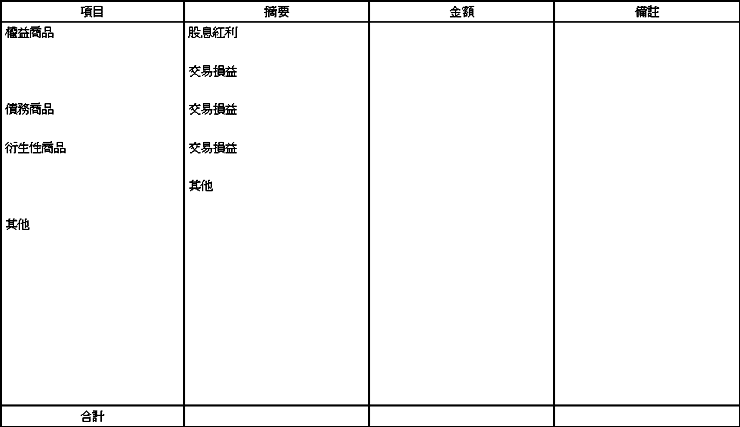 項目 摘要 金額 備註
權益商品 股息紅利
交易損益
債務商品 交易損益
衍生性商品 交易損益
其他
其他
合計